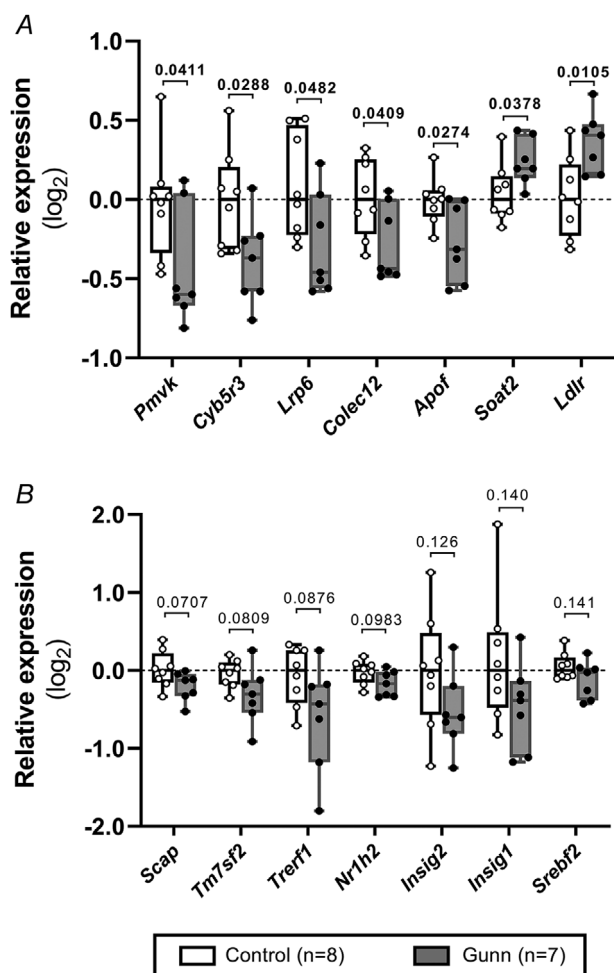 A
Relative expression
(log2)
1.0
0.5
0.0
-0.5
-1.0
0.0411
0.0288
0.0482
0.0409
0.0274
0.0378
0.0105
Pmvk
Cyb5r3
Lrp6
Colec12
Apof
Soat2
Ldlr
B
Relative expression
(log2)
2.0
1.0
0.0
-1.0
-2.0
0.0707
0.0809
0.0876
0.0983
0.126
0.140
0.141
Scap
Tm7sf2
Trerf1
Nr1h2
Insig2
Insig1
Srebf2
Control (n=8) Gunn (n=7)